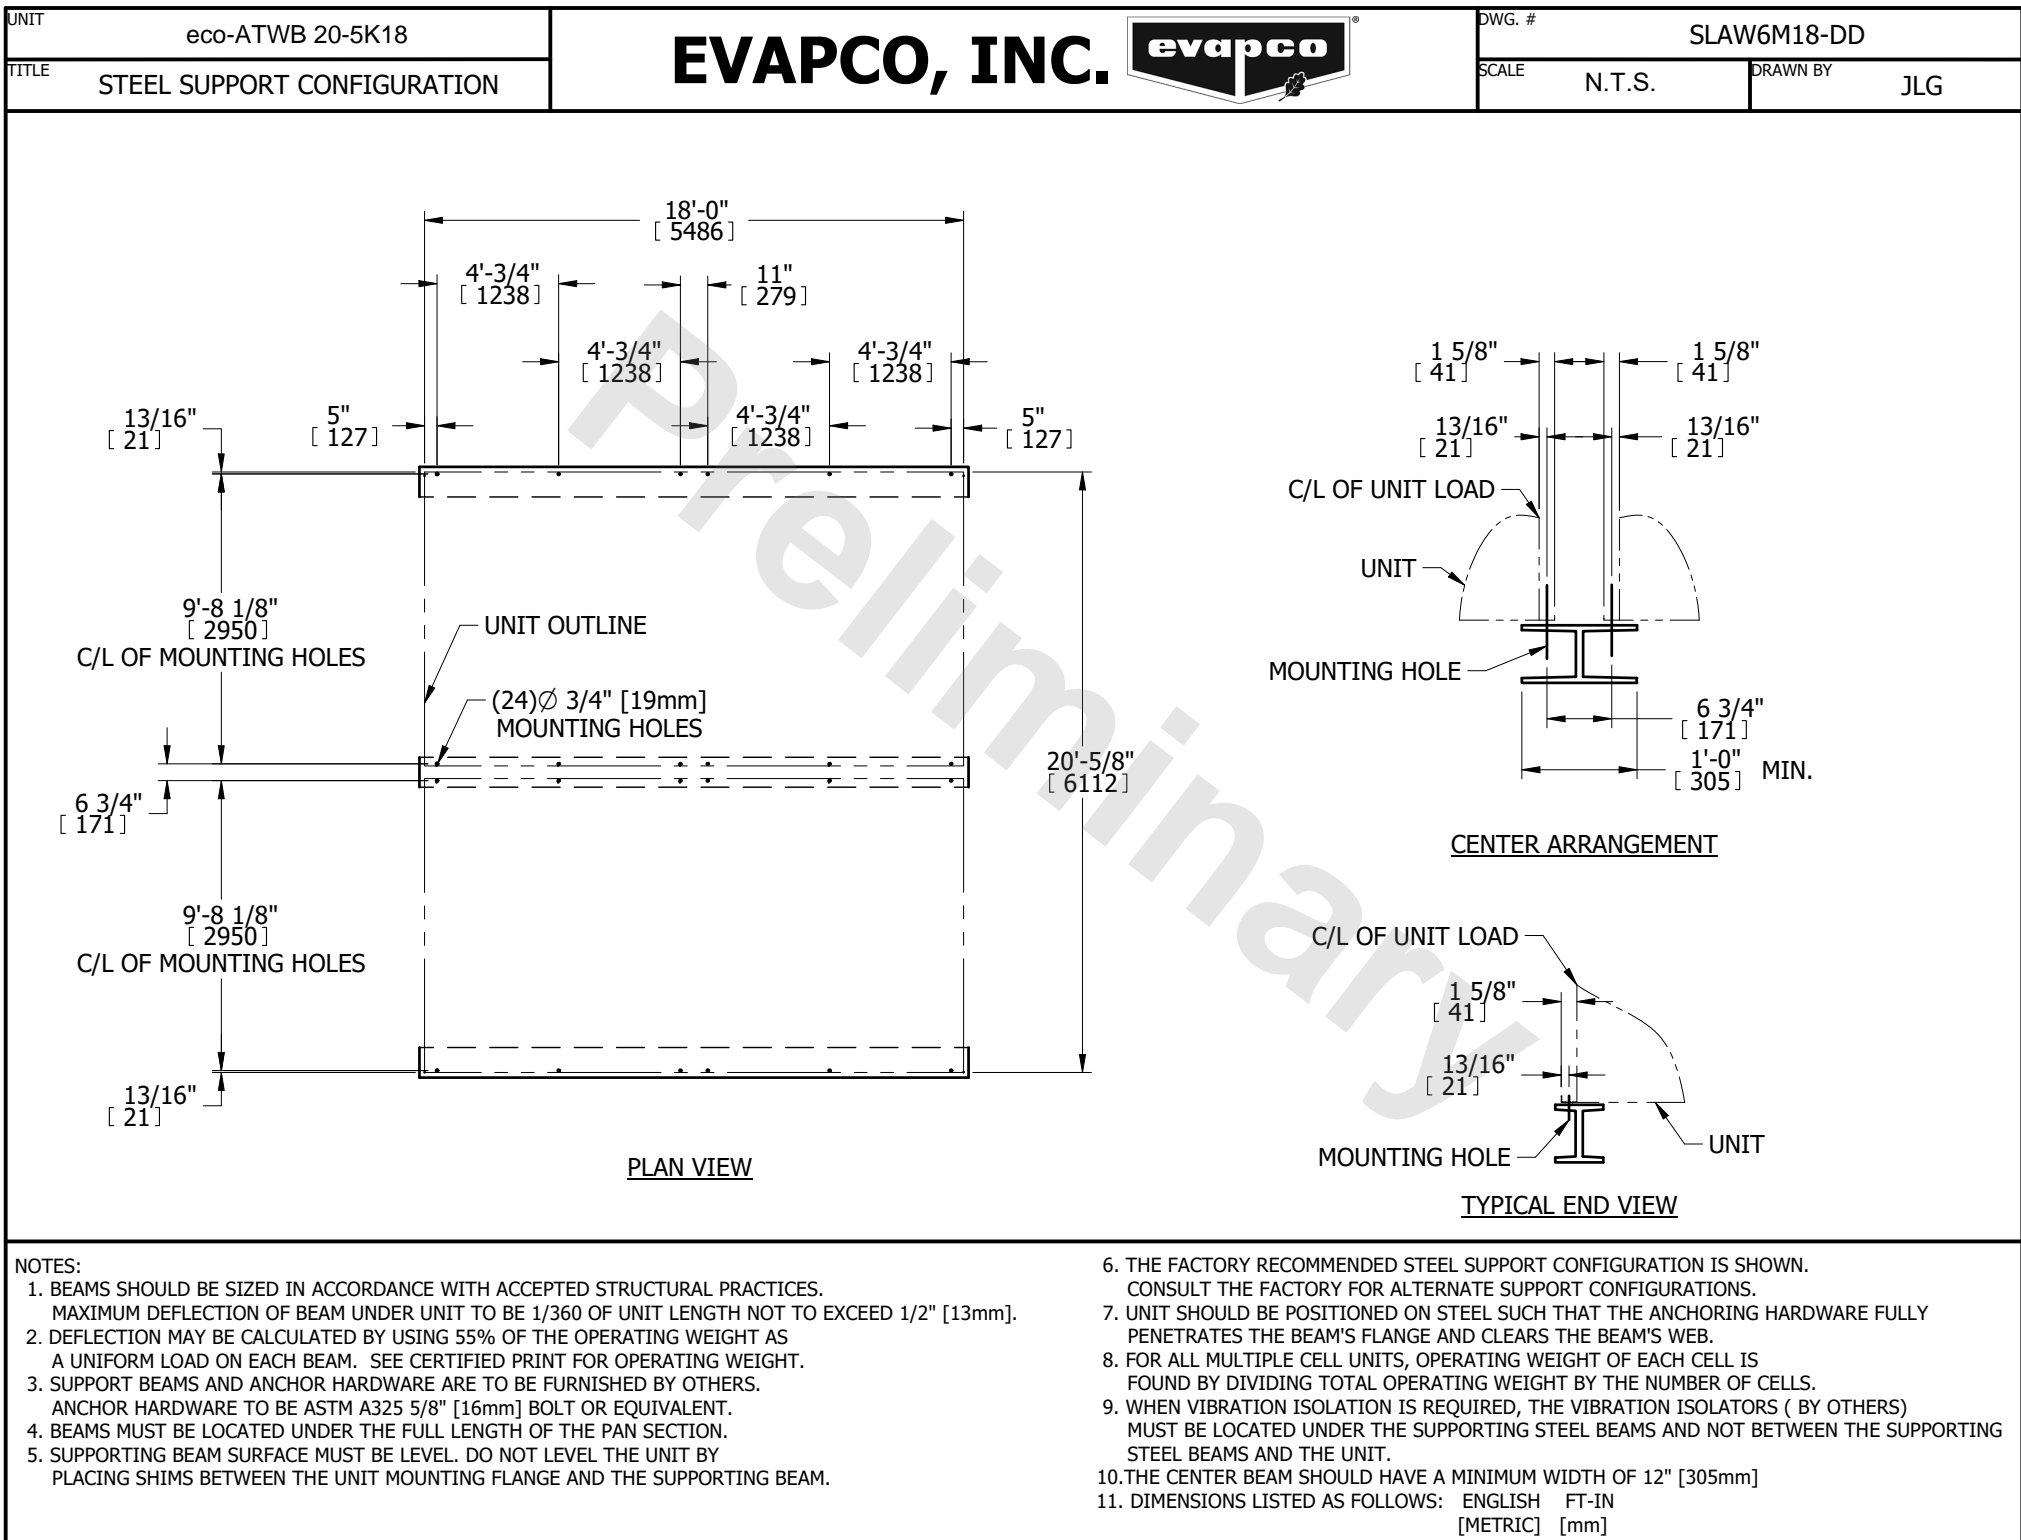 UNIT
eco-ATWB 20-5K18
TITLE
STEEL SUPPORT CONFIGURATION
EVAPCO, INC.
evapco
®
DWG. #
SLAW6M18-DD
SCALE
N.T.S.
DRAWN BY
JLG
18'-0"
[ 5486 ]
4'-3/4"
[ 1238 ]
11"
[ 279 ]
4'-3/4"
[ 1238 ]
4'-3/4"
[ 1238 ]
13/16"
[ 21 ]
5"
[ 127 ]
4'-3/4"
[ 1238 ]
5"
[ 127 ]
9'-8 1/8"
[ 2950 ]
C/L OF MOUNTING HOLES
UNIT OUTLINE
(24)∅ 3/4" [19mm]
MOUNTING HOLES
6 3/4"
[ 171 ]
20'-5/8"
[ 6112 ]
9'-8 1/8"
[ 2950 ]
C/L OF MOUNTING HOLES
13/16"
[ 21 ]
PLAN VIEW
Preliminary
1 5/8"
[ 41 ]
1 5/8"
[ 41 ]
13/16"
[ 21 ]
13/16"
[ 21 ]
C/L OF UNIT LOAD
UNIT
MOUNTING HOLE
6 3/4"
[ 171 ]
1'-0"
[ 305 ]
MIN.
CENTER ARRANGEMENT
C/L OF UNIT LOAD
1 5/8"
[ 41 ]
13/16"
[ 21 ]
MOUNTING HOLE
UNIT
TYPICAL END VIEW
NOTES:
1. BEAMS SHOULD BE SIZED IN ACCORDANCE WITH ACCEPTED STRUCTURAL PRACTICES.
MAXIMUM DEFLECTION OF BEAM UNDER UNIT TO BE 1/360 OF UNIT LENGTH NOT TO EXCEED 1/2" [13mm].
2. DEFLECTION MAY BE CALCULATED BY USING 55% OF THE OPERATING WEIGHT AS
A UNIFORM LOAD ON EACH BEAM. SEE CERTIFIED PRINT FOR OPERATING WEIGHT.
3. SUPPORT BEAMS AND ANCHOR HARDWARE ARE TO BE FURNISHED BY OTHERS.
ANCHOR HARDWARE TO BE ASTM A325 5/8" [16mm] BOLT OR EQUIVALENT.
4. BEAMS MUST BE LOCATED UNDER THE FULL LENGTH OF THE PAN SECTION.
5. SUPPORTING BEAM SURFACE MUST BE LEVEL. DO NOT LEVEL THE UNIT BY
PLACING SHIMS BETWEEN THE UNIT MOUNTING FLANGE AND THE SUPPORTING BEAM.
6. THE FACTORY RECOMMENDED STEEL SUPPORT CONFIGURATION IS SHOWN.
CONSULT THE FACTORY FOR ALTERNATE SUPPORT CONFIGURATIONS.
7. UNIT SHOULD BE POSITIONED ON STEEL SUCH THAT THE ANCHORING HARDWARE FULLY
PENETRATES THE BEAM'S FLANGE AND CLEARS THE BEAM'S WEB.
8. FOR ALL MULTIPLE CELL UNITS, OPERATING WEIGHT OF EACH CELL IS
FOUND BY DIVIDING TOTAL OPERATING WEIGHT BY THE NUMBER OF CELLS.
9. WHEN VIBRATION ISOLATION IS REQUIRED, THE VIBRATION ISOLATORS ( BY OTHERS)
MUST BE LOCATED UNDER THE SUPPORTING STEEL BEAMS AND NOT BETWEEN THE SUPPORTING
STEEL BEAMS AND THE UNIT.
10.THE CENTER BEAM SHOULD HAVE A MINIMUM WIDTH OF 12" [305mm]
11. DIMENSIONS LISTED AS FOLLOWS: ENGLISH FT-IN
[METRIC] [mm]